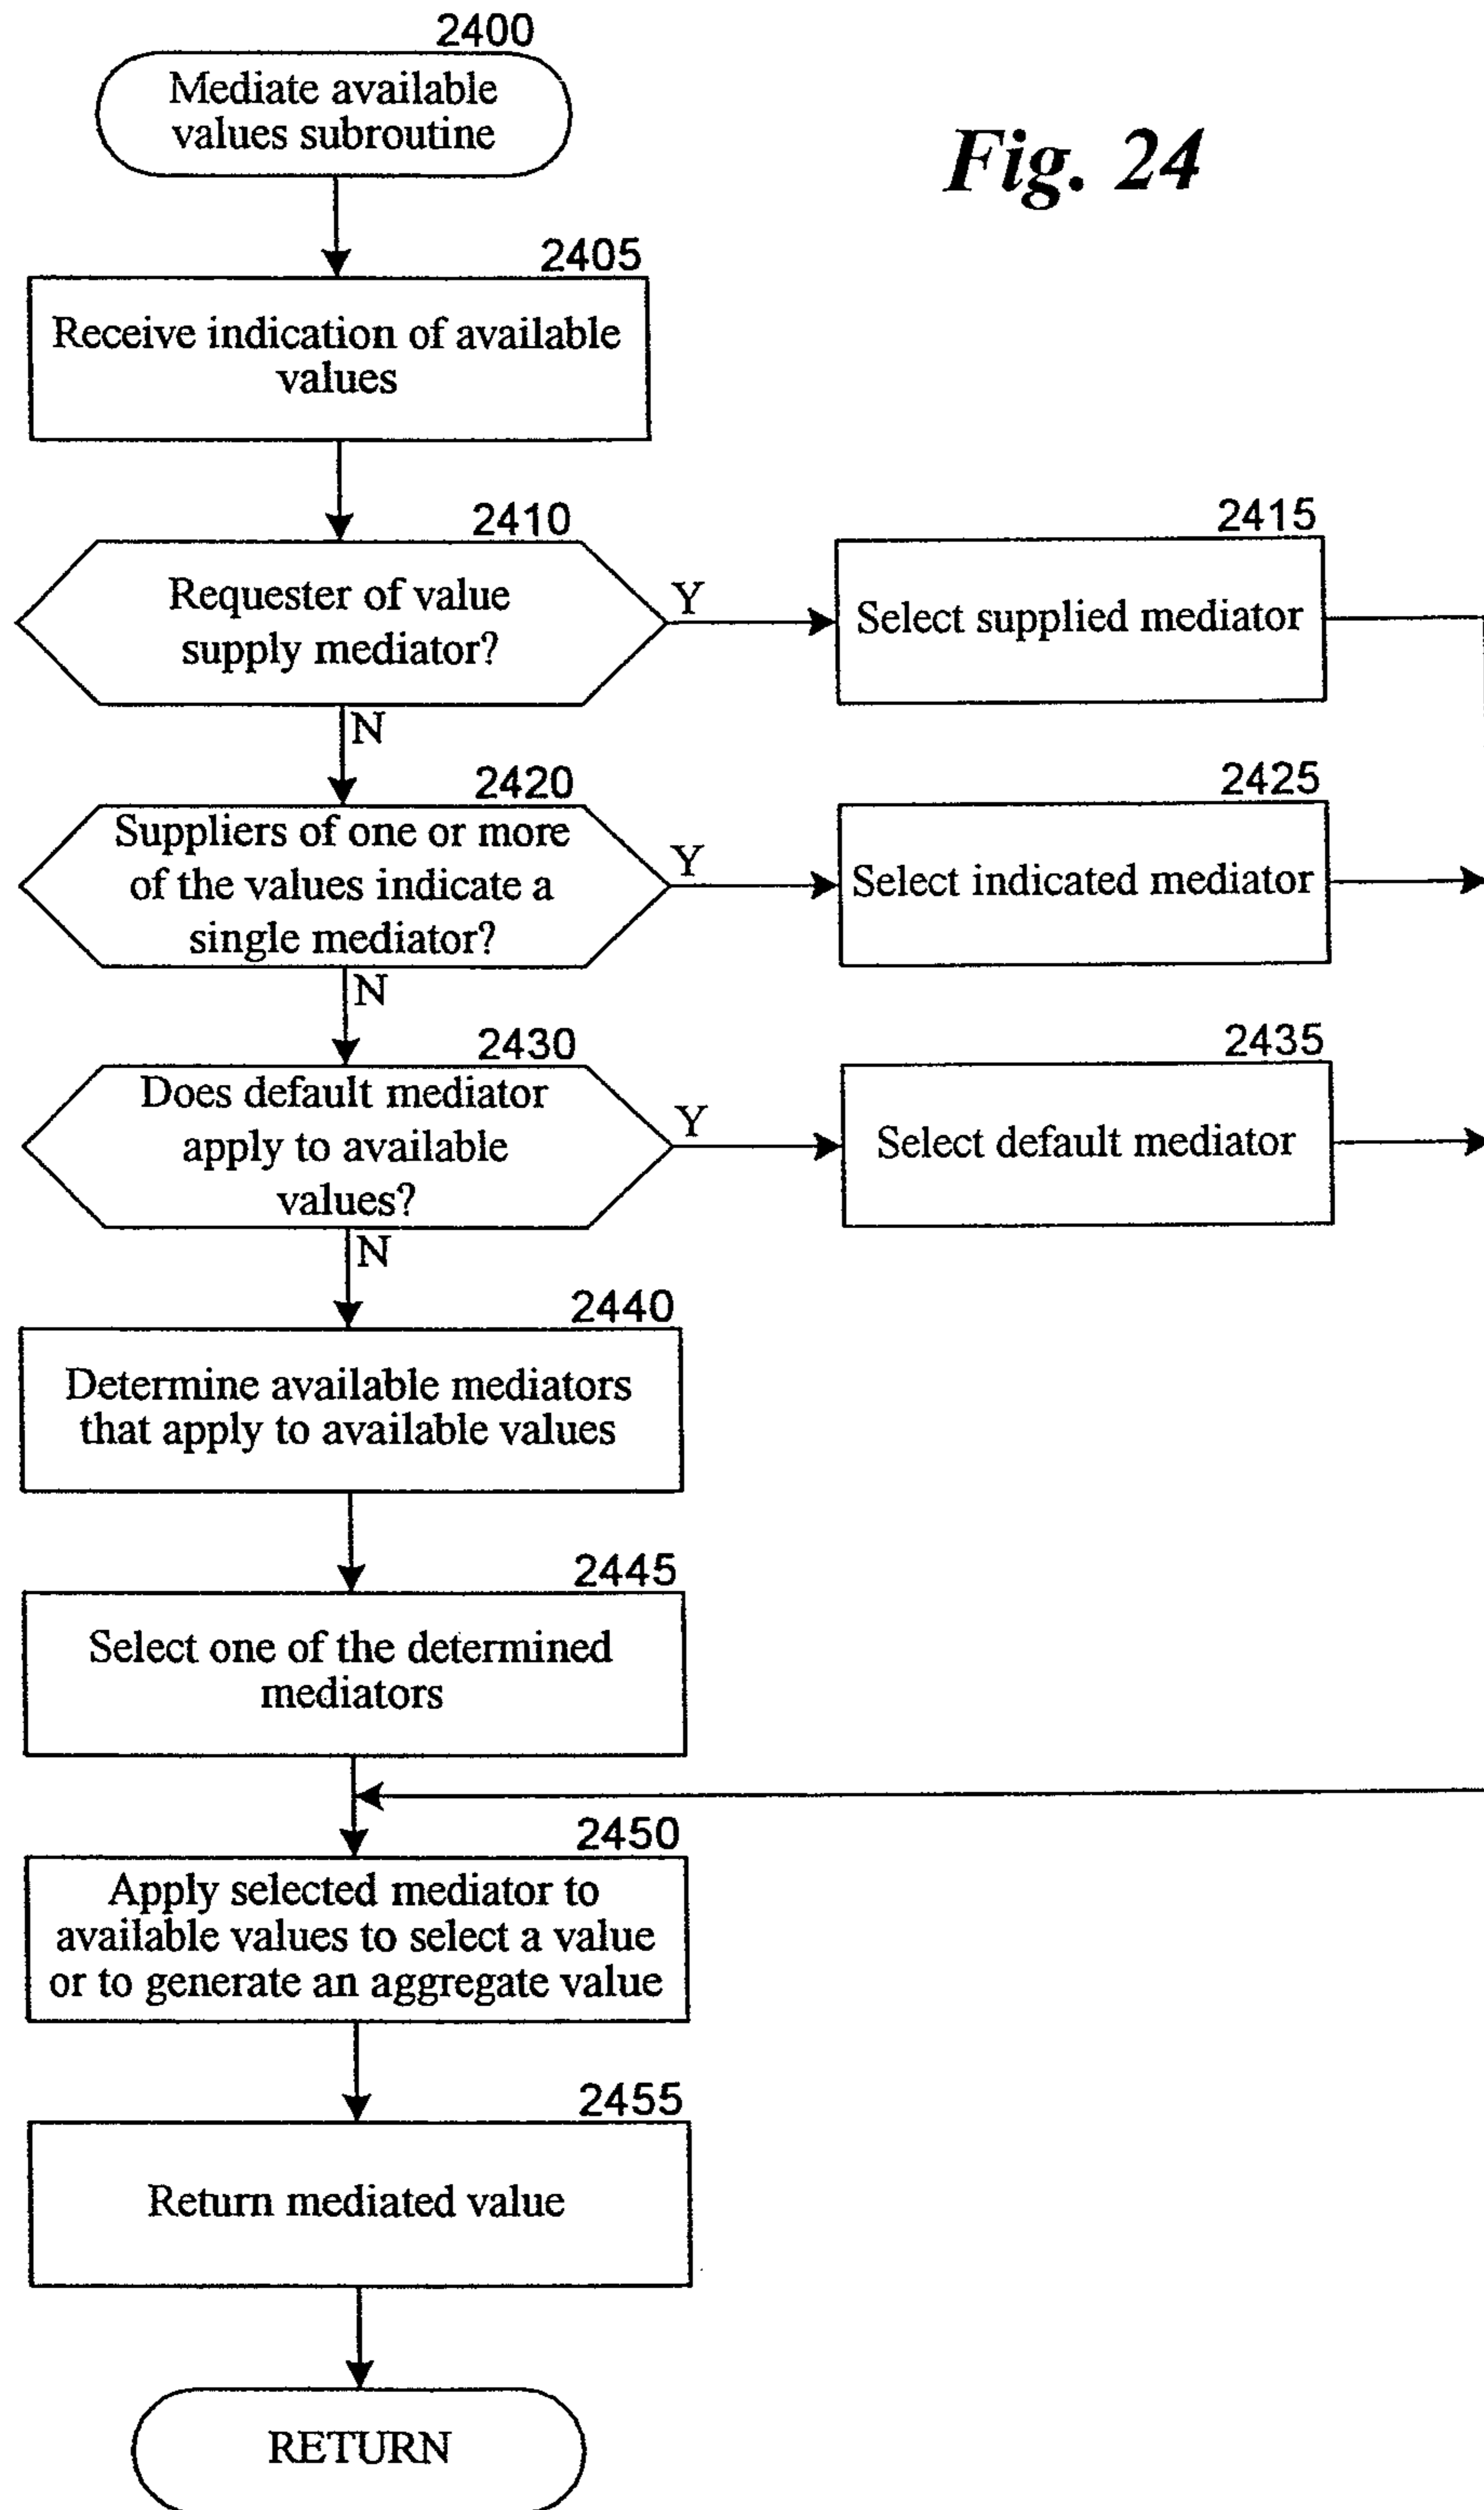 2400
Mediate available
values subroutine
Fig. 24
2405
Receive indication of available
values
2410
Requester of value
supply mediator?
Y
2415
Select supplied mediator
N
2420
Suppliers of one or more
of the values indicate a
single mediator?
Y
2425
Select indicated mediator
N
2430
Does default mediator
apply to available
values?
Y
2435
Select default mediator
N
2440
Determine available mediators
that apply to available values
2445
Select one of the determined
mediators
2450
Apply selected mediator to
available values to select a value
or to generate an aggregate value
2455
Return mediated value
RETURN